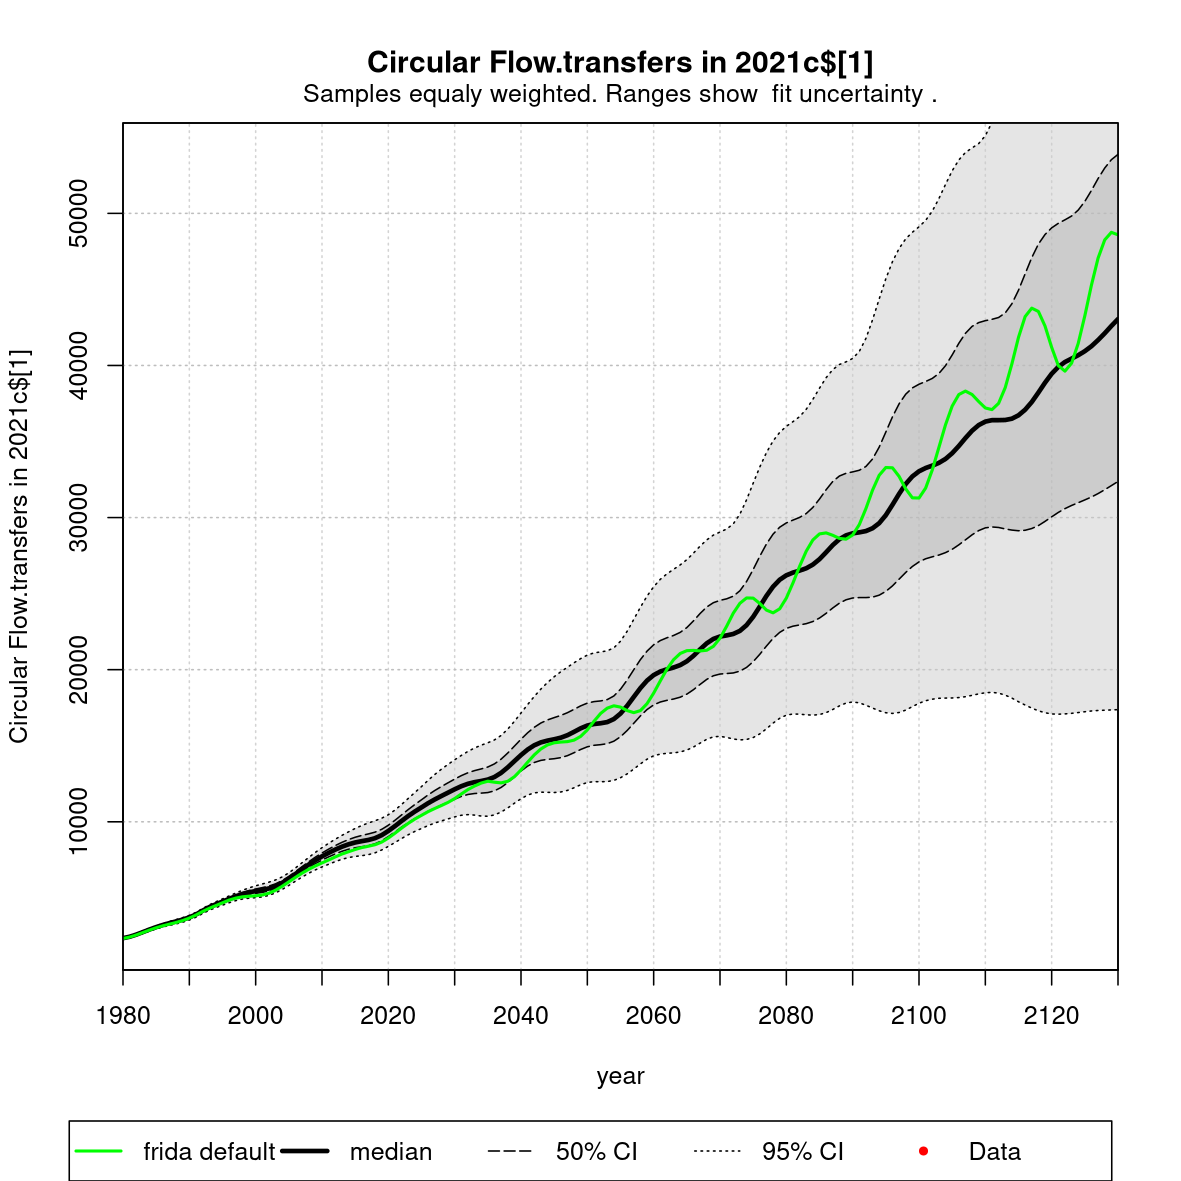 Circular Flow.transfers in 2021c$[1]
Samples equaly weighted. Ranges show  fit uncertainty .
Circular Flow.transfers in 2021c$[1]
50000
40000
30000
20000
10000
1980 2000 2020 2040 2060 2080 2100 2120
year
frida default median 50% CI 95% CI Data